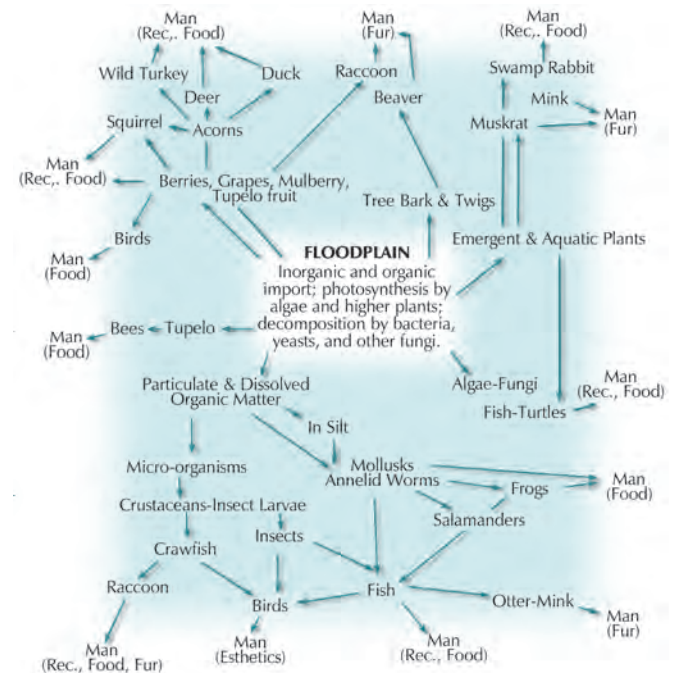 Man
(Rec,. Food)
Man
(Fur)
Man
(Rec,. Food)
Wild Turkey
Duck
Raccoon
Swamp Rabbit
Deer
Beaver
Mink
Man
(Fur)
Squirrel
Acorns
Muskrat
Man
(Rec,. Food)
Berries, Grapes, Mulberry,
Tupelo fruit
Tree Bark & Twigs
Birds
Emergent & Aquatic Plants
Man
(Food)
FLOODPLAIN
Inorganic and organic
import; photosynthesis by
algae and higher plants;
decomposition by bacteria,
yeasts, and other fungi.
Man
(Food)
Bees
Tupelo
Particulate & Dissolved
Organic Matter
Algae-Fungi
Man
(Rec., Food)
Fish-Turtles
In Silt
Micro-organisms
Mollusks
Annelid Worms
Frogs
Man
(Food)
Crustaceans-Insect Larvae
Salamanders
Insects
Crawfish
Raccoon
Birds
Fish
Otter-Mink
Man
(Fur)
Man
(Rec., Food, Fur)
Man
(Esthetics)
Man
(Rec., Food)